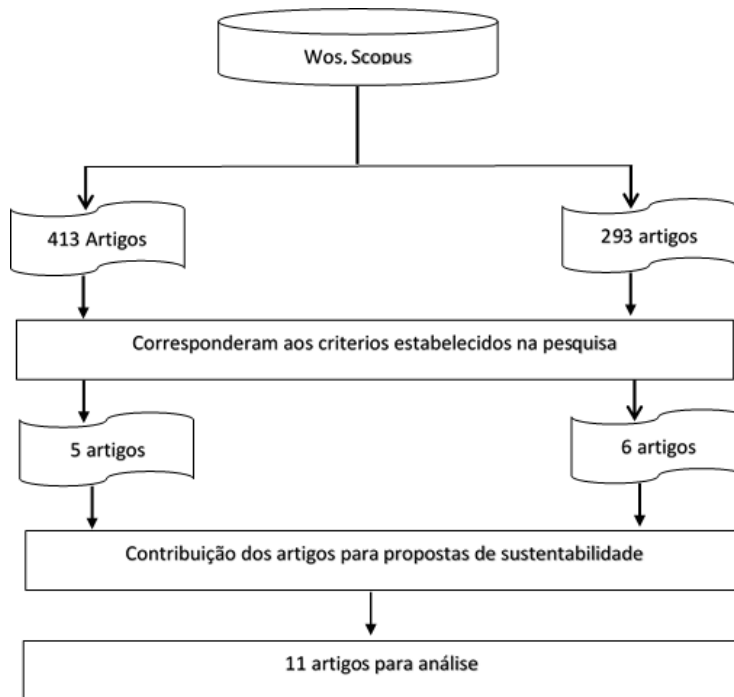 Wos, Scopus
413 Artigos
293 artigos
Corresponderam aos criterios estabelecidos na pesquisa
5 artigos
6 artigos
Contribuição dos artigos para propostas de sustentabilidade
11 artigos para análise